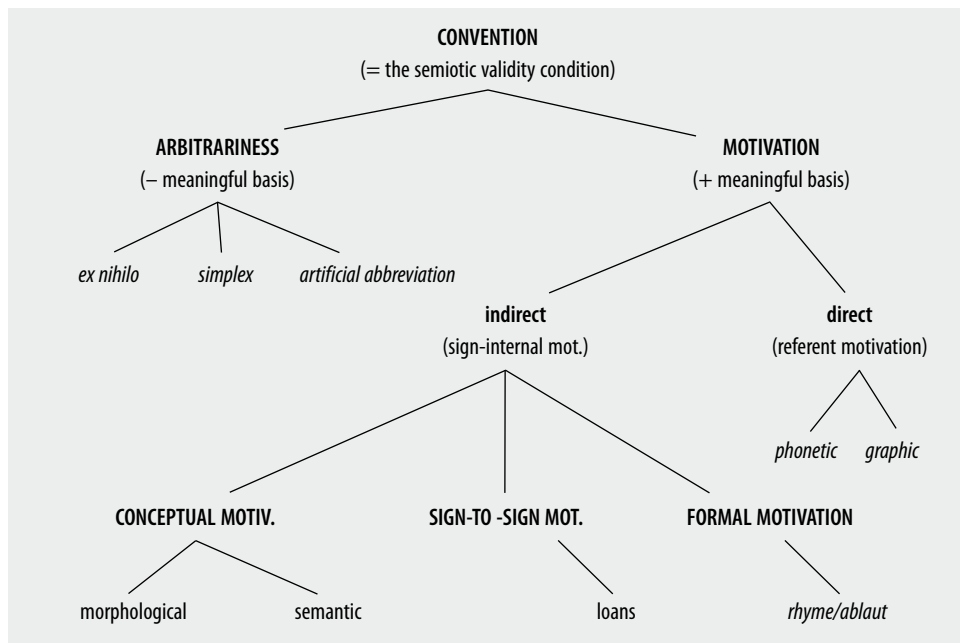 CONVENTION
(= the semiotic validity condition)
ARBITRARINESS
(– meaningful basis)
MOTIVATION
(+ meaningful basis)
ex nihilo
simplex
artificial abbreviation
indirect
(sign-internal mot.)
direct
(referent motivation)
phonetic
graphic
CONCEPTUAL MOTIV.
SIGN-TO -SIGN MOT.
FORMAL MOTIVATION
morphological
semantic
loans
rhyme/ablaut